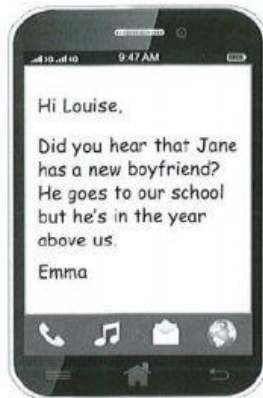 9:47 AM
Hi Louise,
Did you hear that Jane
has a new boyfriend?
He goes to our school
but he's in the year
above us.
Emma